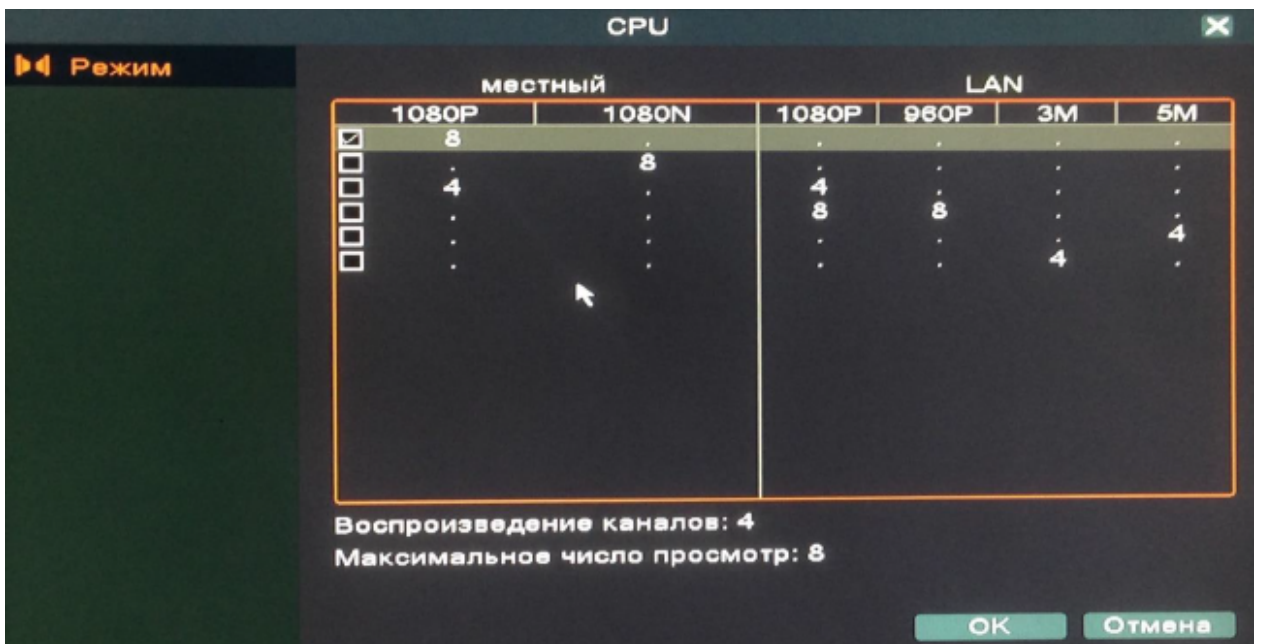 CPU
Режим
местный LAN
1080P 1080N 1080P 960P 3M 5M
8 . . . . .
. 8 . . . .
4 . 4 . . .
. . 8 8 . .
. . . . . 4
. . . . 4 .
Воспроизведение каналов: 4
Максимальное число просмотр: 8
OK Отмена